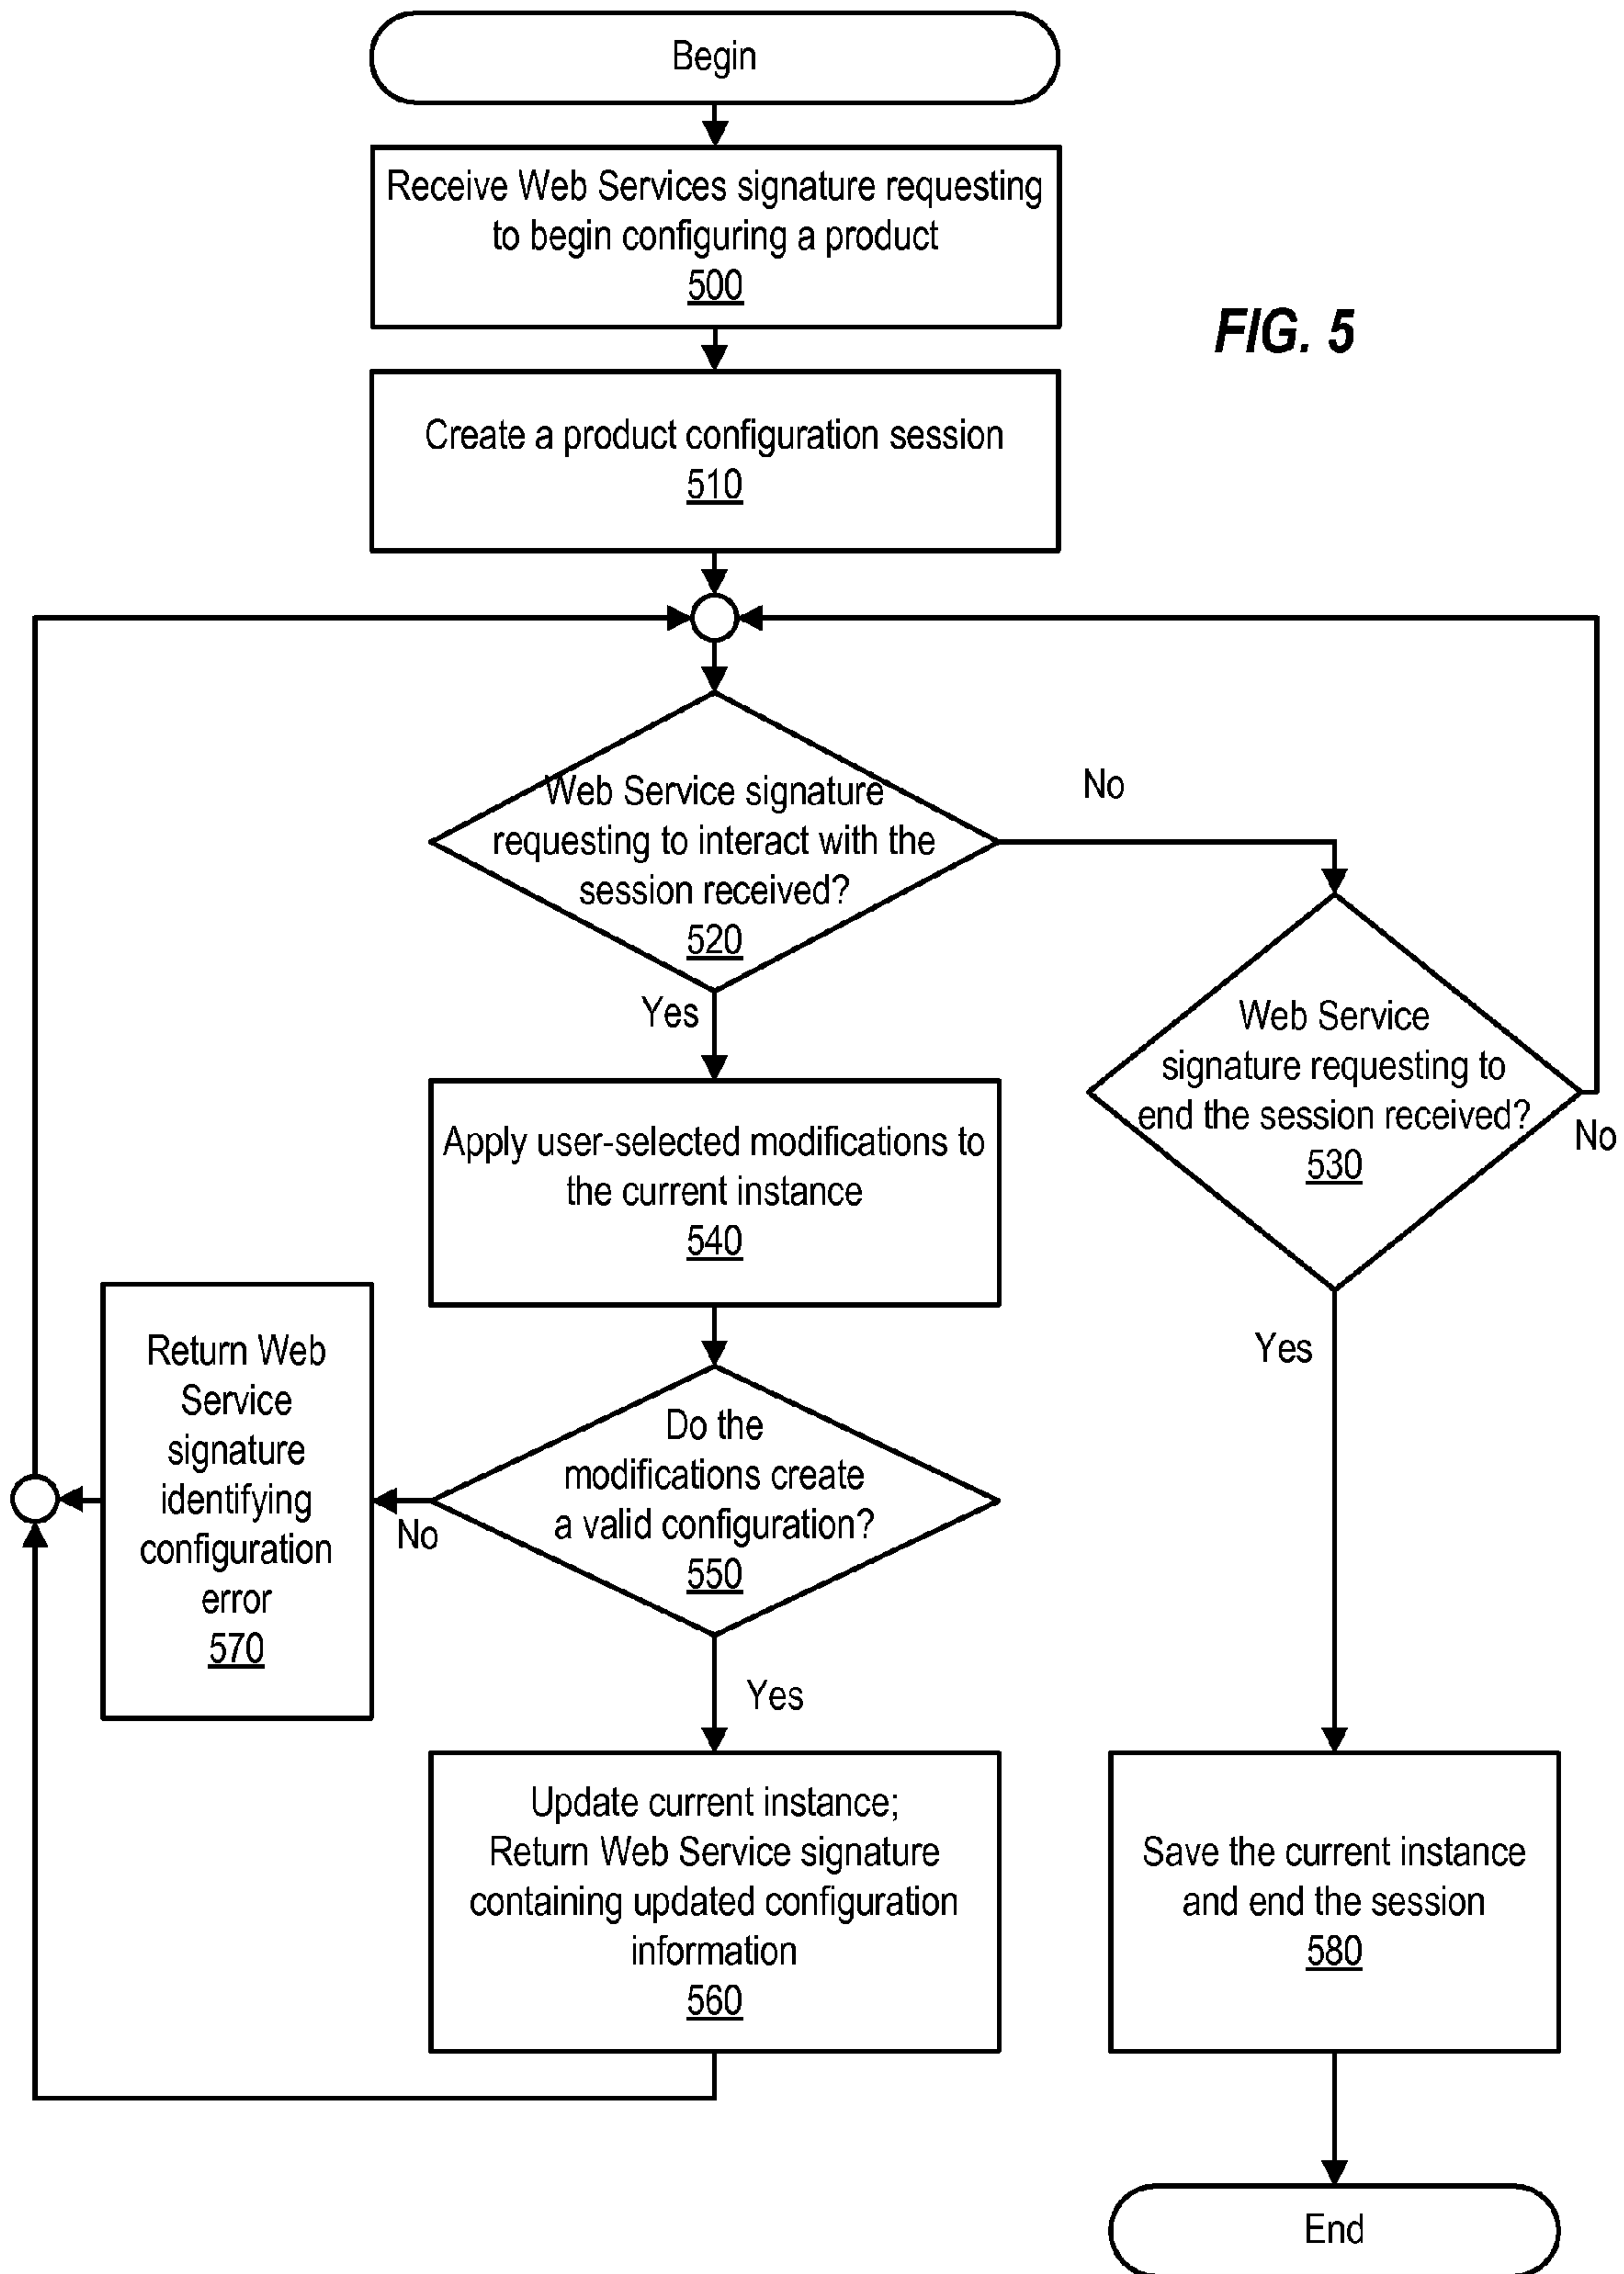 Begin
Receive Web Services signature requesting
to begin configuring a product
500
FIG. 5
Create a product configuration session
510
Web Service signature
requesting to interact with the
session received?
520
No
Yes
Web Service
signature requesting to
end the session received?
530
No
Yes
Apply user-selected modifications to
the current instance
540
Do the
modifications create
a valid configuration?
550
No
Yes
Return Web
Service
signature
identifying
configuration
error
570
Update current instance;
Return Web Service signature
containing updated configuration
information
560
Save the current instance
and end the session
580
End